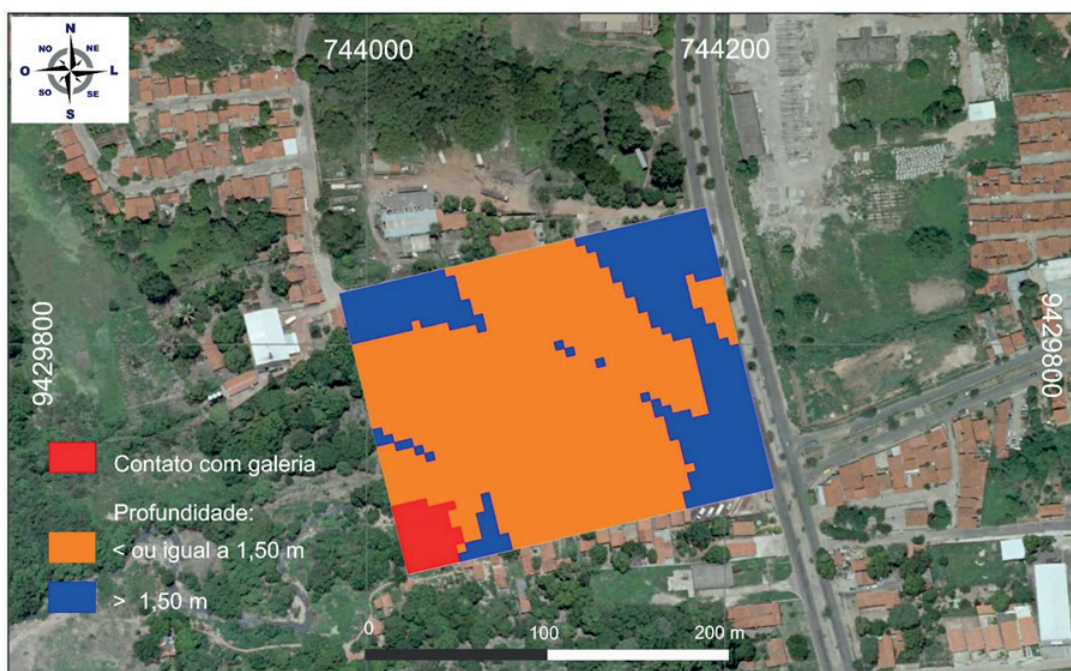 N
NO NE
O L
SO SE
S
744000
744200
9429800
9429800
Contato com galeria
Profundidade:
< ou igual a 1,50 m
> 1,50 m
0 100 200 m